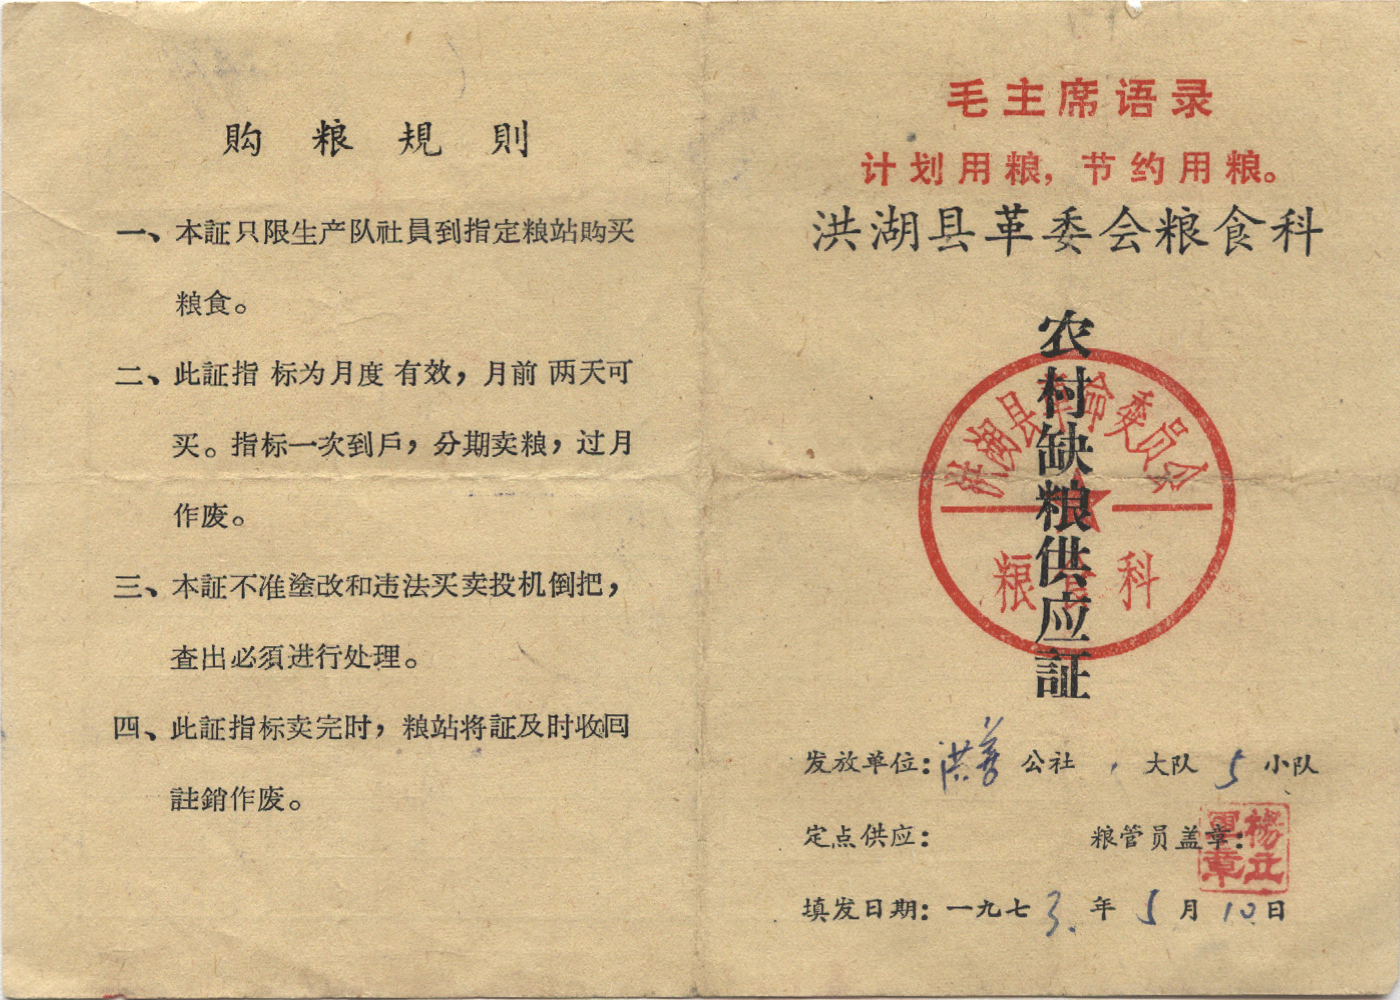 购粮規則
一、本証只限生产队社員到指定粮站购买
粮食。
二、此証指标为月度有效，月前两天可
买。指标一次到戶，分期卖粮，过月
作废。
三、本証不准塗改和违法买卖投机倒把，
查出必須进行处理。
四、此証指标卖完时，粮站将証及时收囘
註銷作废。
毛主席语录
计划用粮，节约用粮。
洪湖县革委会粮食科
农村缺粮供应証
洪湖县革命委员会
粮食科
发放单位：洪善公社 大队 5 小队
定点供应： 粮管员盖章：
楊立 章
填发日期：一九七3.年5月10日